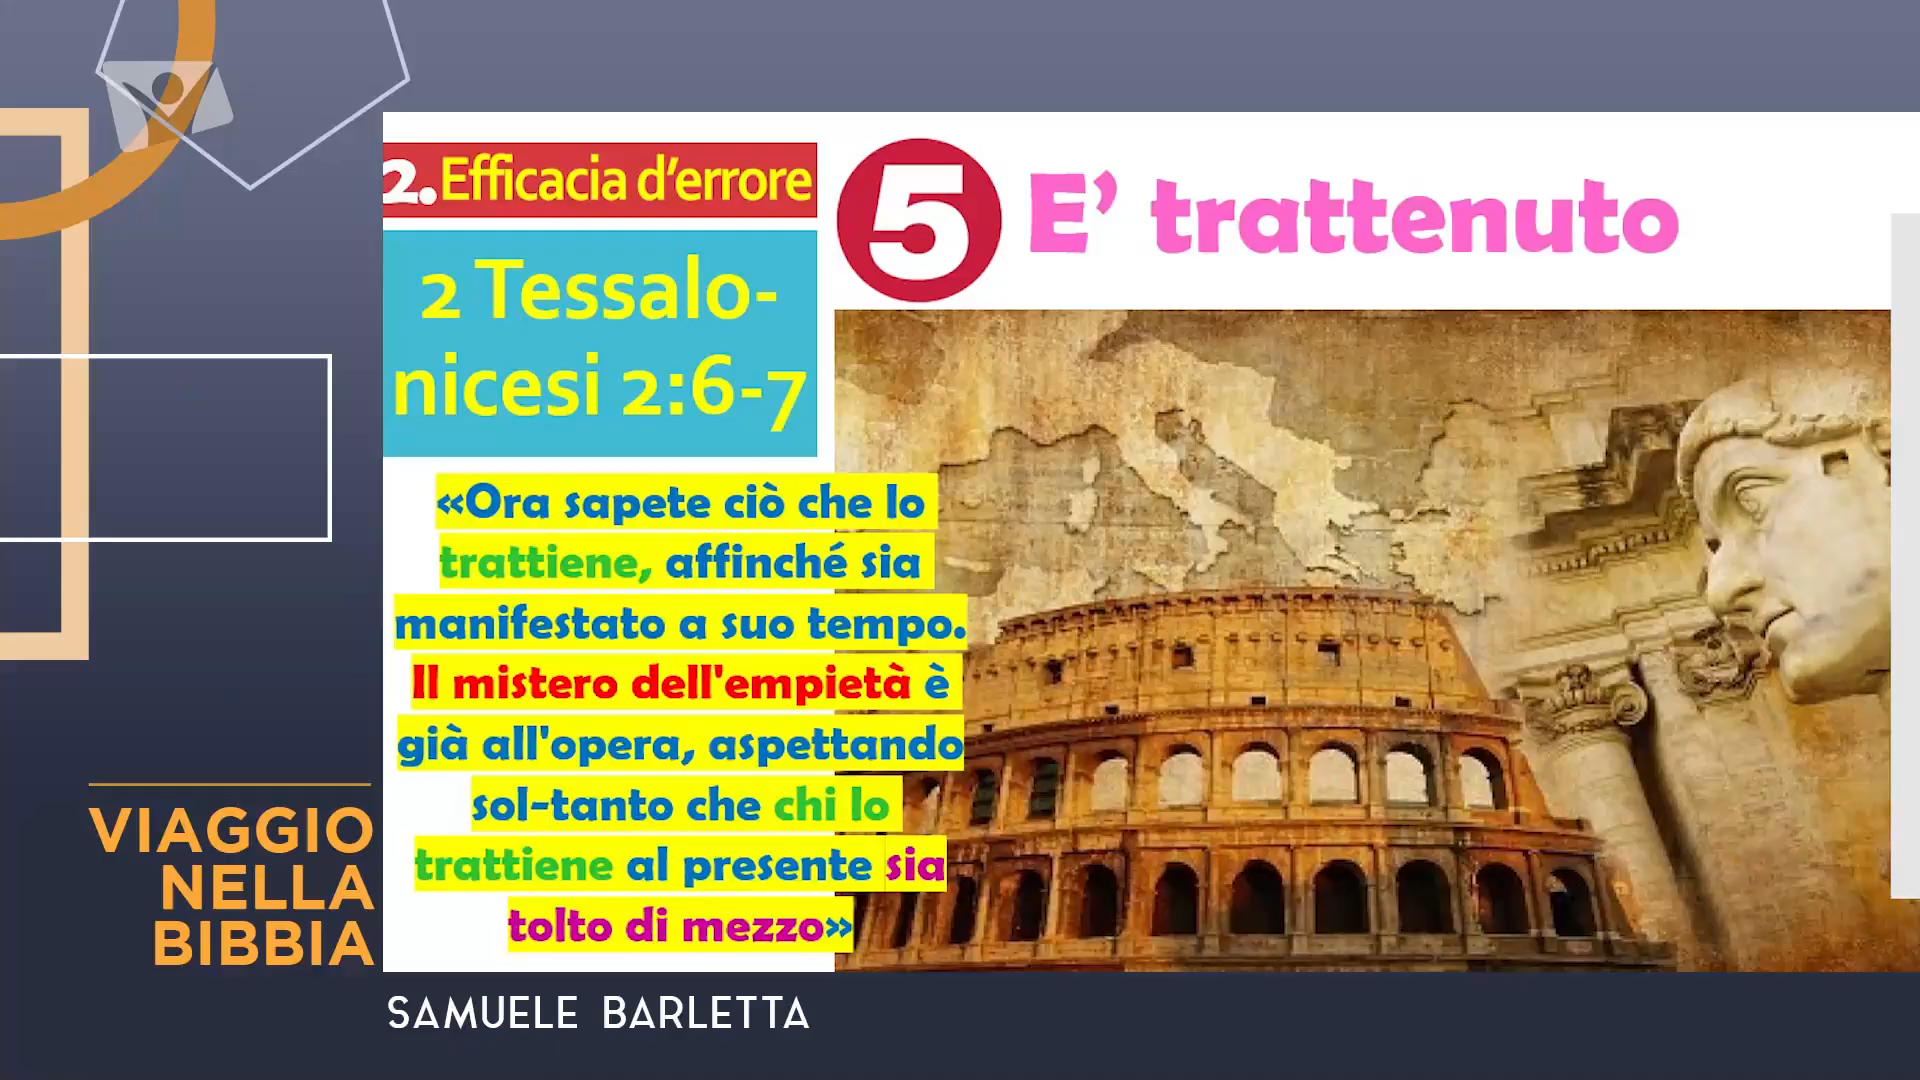 2. Efficacia d'errore
5 E' trattenuto
2 Tessalo-
nicesi 2:6-7
«Ora sapete ciò che lo
trattiene, affinché sia
manifestato a suo tempo.
Il mistero dell'empietà è
già all'opera, aspettando
sol-tanto che chi lo
trattiene al presente sia
tolto di mezzo»
VIAGGIO
NELLA
BIBBIA
SAMUELE BARLETTA